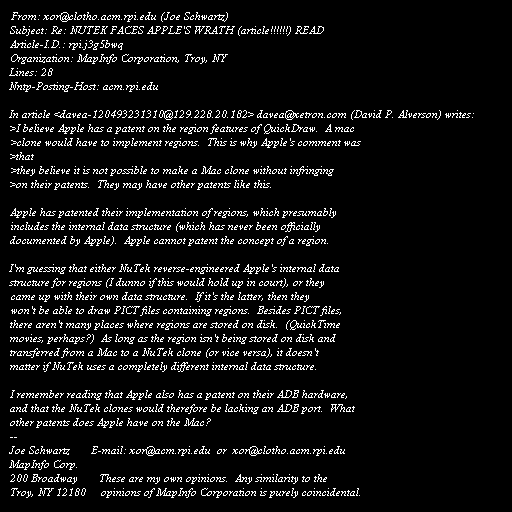 From: xor@clotho.acm.rpi.edu (Joe Schwartz)
Subject: Re: NUTEK FACES APPLE'S WRATH (article!!!!!!) READ
Article-I.D.: rpi.j3g5bwq
Organization: MapInfo Corporation, Troy, NY
Lines: 28
Nntp-Posting-Host: acm.rpi.edu

In article <davea-120493231310@129.228.20.182> davea@xetron.com (David P. Alverson) writes:
>I believe Apple has a patent on the region features of QuickDraw.  A mac
>clone would have to implement regions.  This is why Apple's comment was
>that
>they believe it is not possible to make a Mac clone without infringing
>on their patents.  They may have other patents like this.

Apple has patented their implementation of regions, which presumably
includes the internal data structure (which has never been officially
documented by Apple).  Apple cannot patent the concept of a region.

I'm guessing that either NuTek reverse-engineered Apple's internal data
structure for regions (I dunno if this would hold up in court), or they
came up with their own data structure.  If it's the latter, then they
won't be able to draw PICT files containing regions.  Besides PICT files,
there aren't many places where regions are stored on disk.  (QuickTime
movies, perhaps?)  As long as the region isn't being stored on disk and
transferred from a Mac to a NuTek clone (or vice versa), it doesn't
matter if NuTek uses a completely different internal data structure.

I remember reading that Apple also has a patent on their ADB hardware,
and that the NuTek clones would therefore be lacking an ADB port.  What
other patents does Apple have on the Mac?
--
Joe Schwartz       E-mail: xor@acm.rpi.edu  or  xor@clotho.acm.rpi.edu
MapInfo Corp.
200 Broadway       These are my own opinions.  Any similarity to the
Troy, NY 12180     opinions of MapInfo Corporation is purely coincidental.